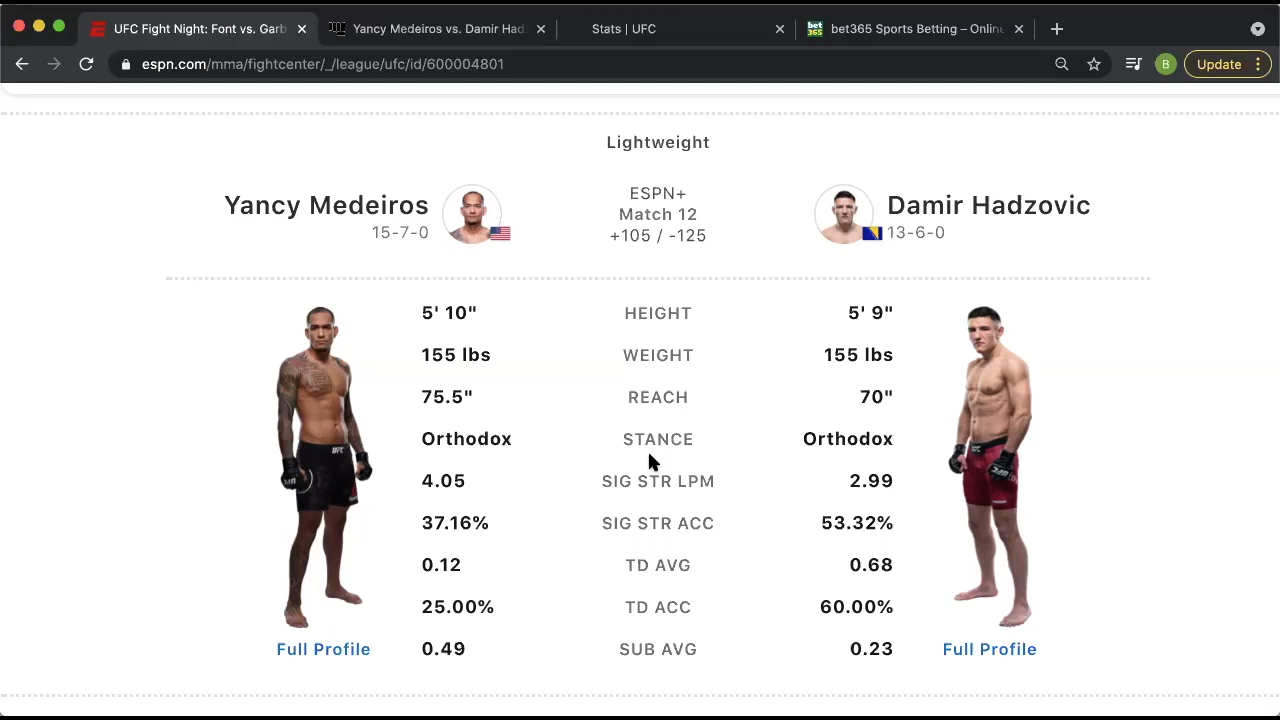 UFC Fight Night: Font vs. Garb
Yancy Medeiros vs. Damir Had
Stats | UFC
bet365
bet365 Sports Betting – Online
espn.com/mma/fightcenter/_/league/ufc/id/600004801
B
Update
Lightweight
Yancy Medeiros
15-7-0
ESPN+
Match 12
+105 / -125
Damir Hadzovic
13-6-0
5' 10" HEIGHT 5' 9"
155 lbs WEIGHT 155 lbs
75.5" REACH 70"
Orthodox STANCE Orthodox
4.05 SIG STR LPM 2.99
37.16% SIG STR ACC 53.32%
0.12 TD AVG 0.68
25.00% TD ACC 60.00%
Full Profile 0.49 SUB AVG 0.23 Full Profile